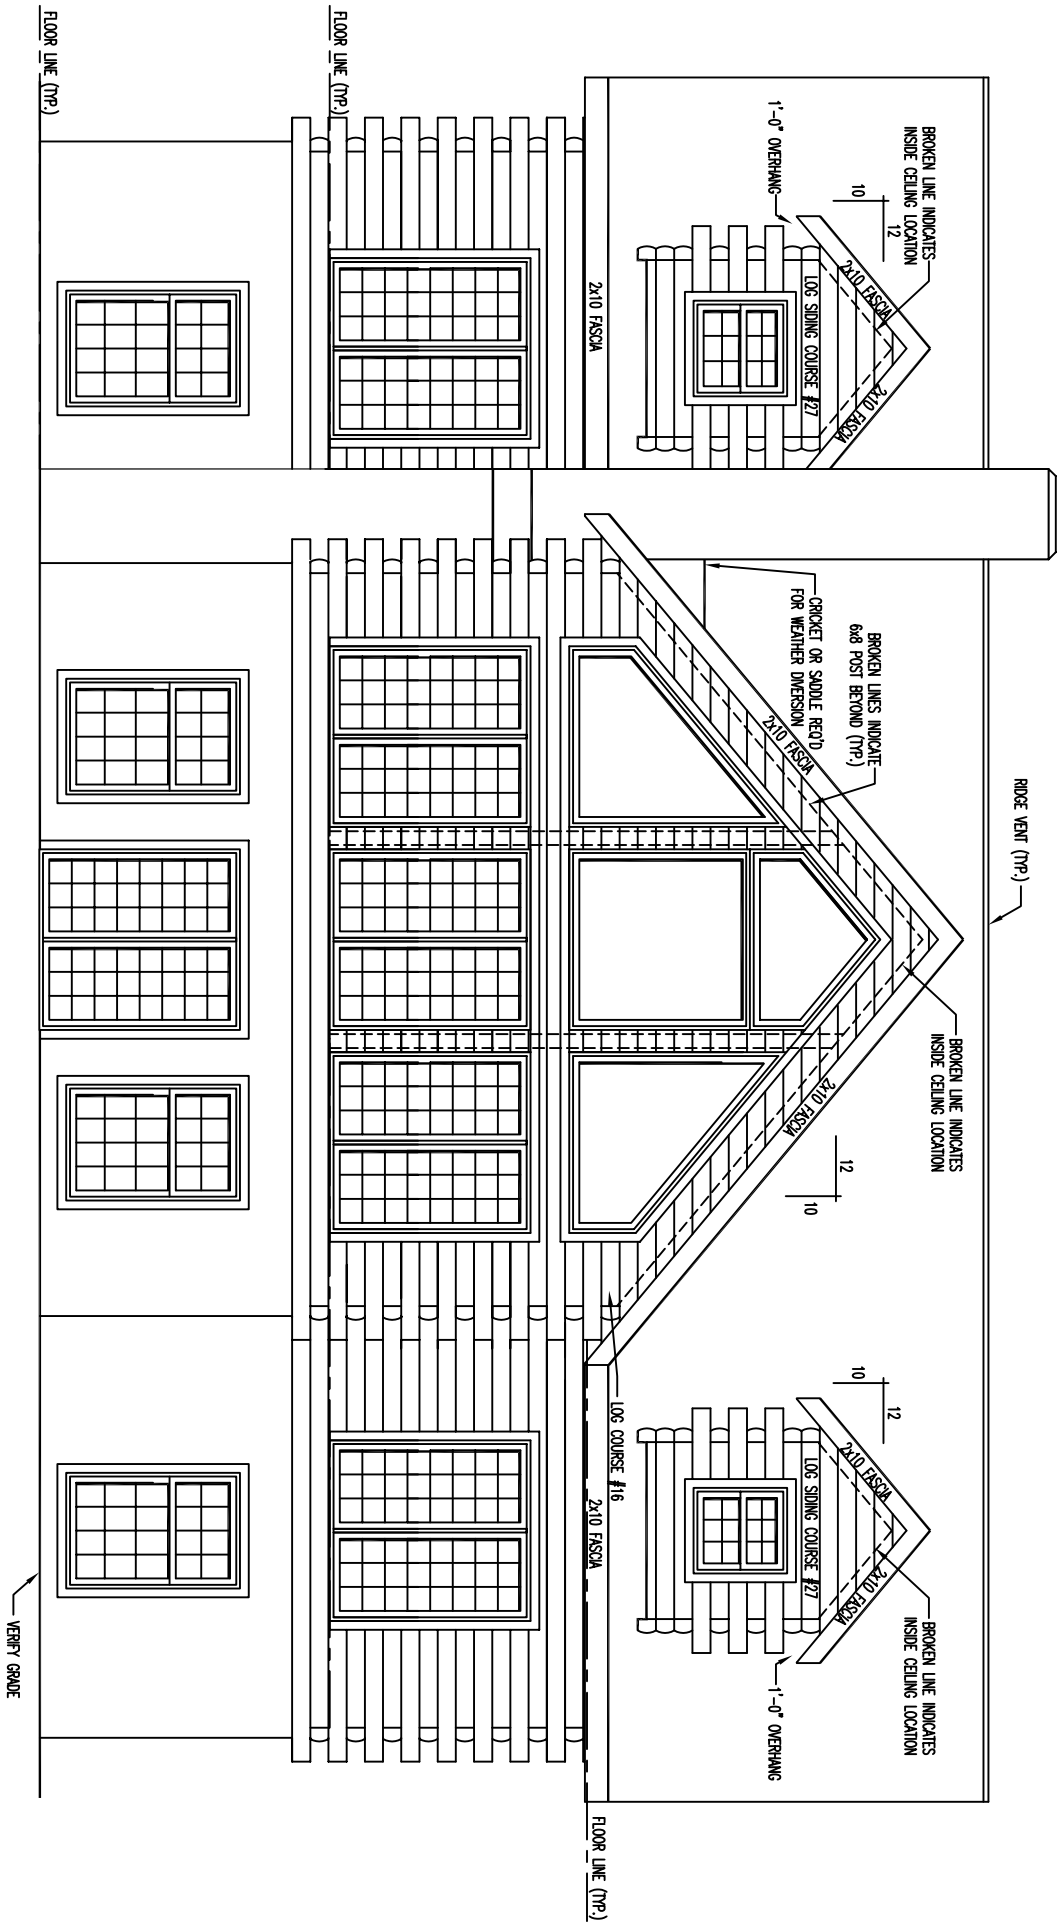 RIDGE VENT (TYP.)
BROKEN LINE INDICATES
INSIDE CEILING LOCATION
12
10
1'-0" OVERHANG
2x10 FASCIA
2x10 FASCIA
LOG SIDING COURSE #27
2x10 FASCIA
BROKEN LINES INDICATE
6x8 POST BEYOND (TYP.)
CRICKET OR SADDLE REQ'D
FOR WEATHER DIVERSION
2x10 FASCIA
BROKEN LINE INDICATES
INSIDE CEILING LOCATION
2x10 FASCIA
12
10
BROKEN LINE INDICATES
INSIDE CEILING LOCATION
12
10
2x10 FASCIA
2x10 FASCIA
LOG SIDING COURSE #27
1'-0" OVERHANG
LOG COURSE #16
2x10 FASCIA
FLOOR LINE (TYP.)
FLOOR LINE (TYP.)
FLOOR LINE (TYP.)
VERIFY GRADE